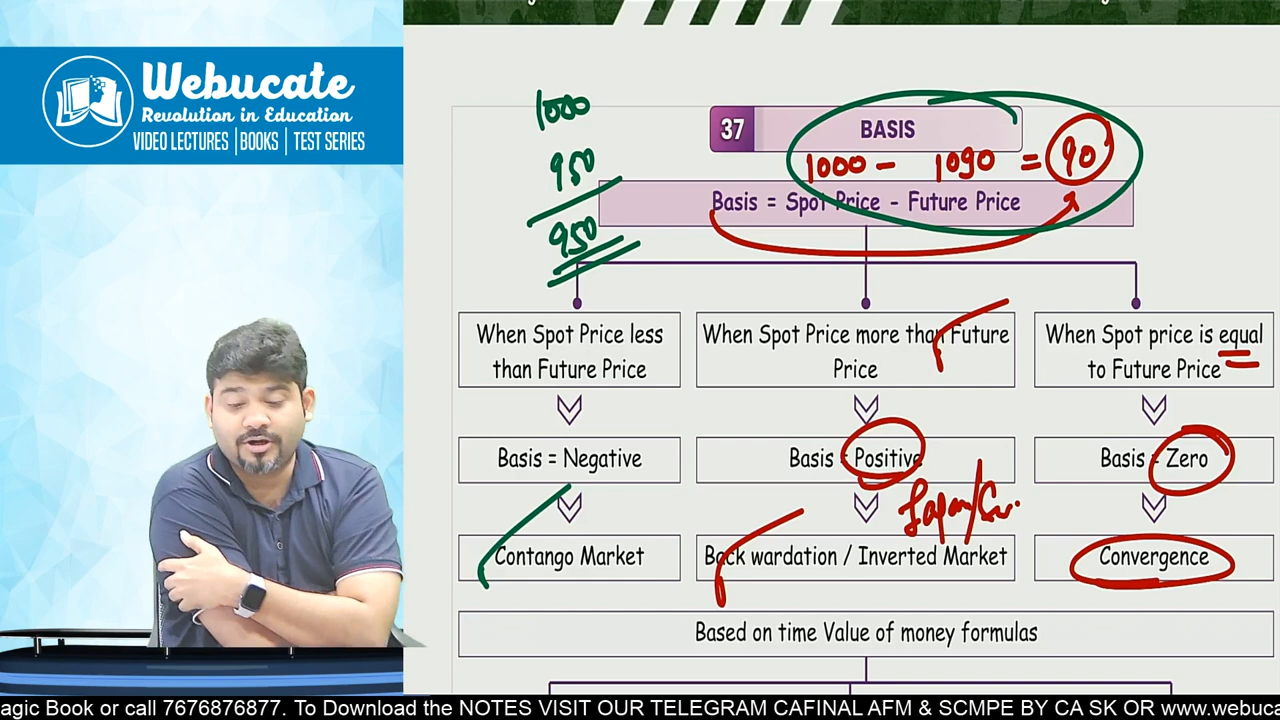 Webucate
Revolution in Education
VIDEO LECTURES | BOOKS | TEST SERIES
1000
950
950
37 BASIS
1000 - 1090 = 90
Basis = Spot Price - Future Price
When Spot Price less
than Future Price
Basis = Negative
Contango Market
When Spot Price more than Future
Price
Basis = Positive
Back wardation / Inverted Market
When Spot price is equal
to Future Price
Basis = Zero
Convergence
Based on time Value of money formulas
agic Book or call 7676876877. To Download the NOTES VISIT OUR TELEGRAM CAFINAL AFM & SCMPE BY CA SK OR www.webuca